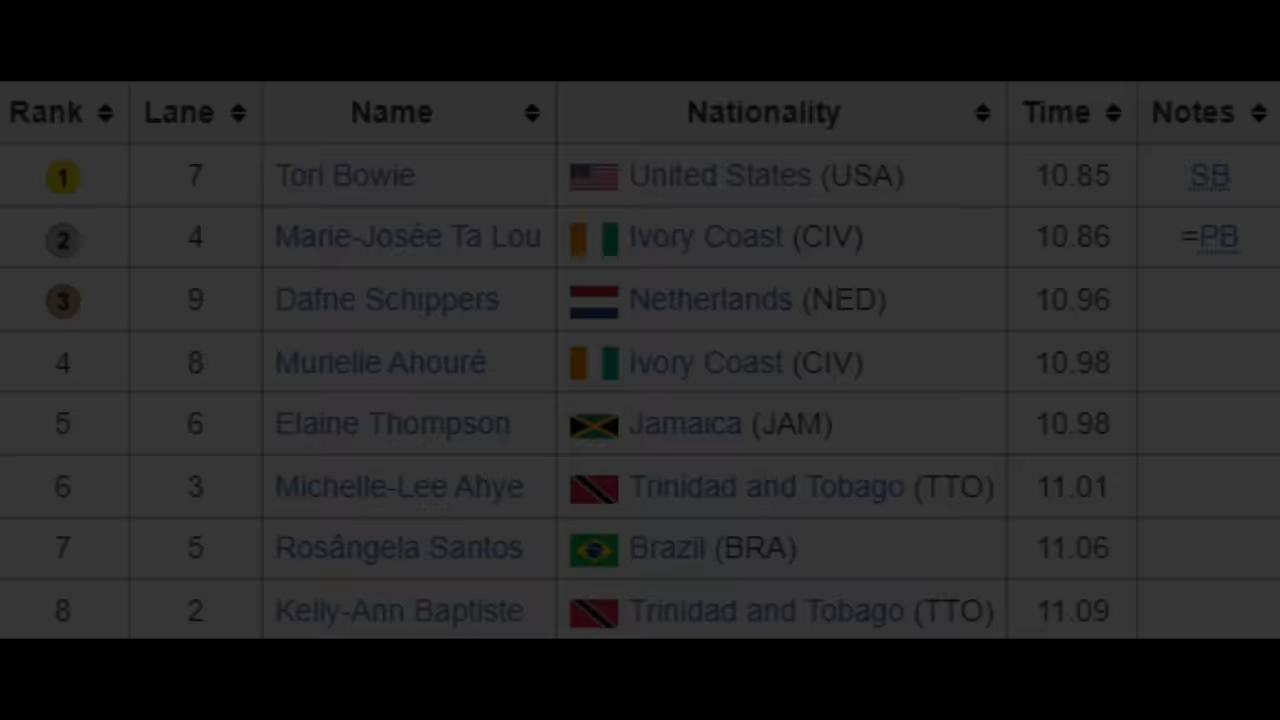 Rank Lane Name Nationality Time Notes
1 7 Tori Bowie United States (USA) 10.85 SB
2 4 Marie-Josée Ta Lou Ivory Coast (CIV) 10.86 =PB
3 9 Dafne Schippers Netherlands (NED) 10.96
4 8 Murielle Ahouré Ivory Coast (CIV) 10.98
5 6 Elaine Thompson Jamaica (JAM) 10.98
6 3 Michelle-Lee Ahye Trinidad and Tobago (TTO) 11.01
7 5 Rosângela Santos Brazil (BRA) 11.06
8 2 Kelly-Ann Baptiste Trinidad and Tobago (TTO) 11.09